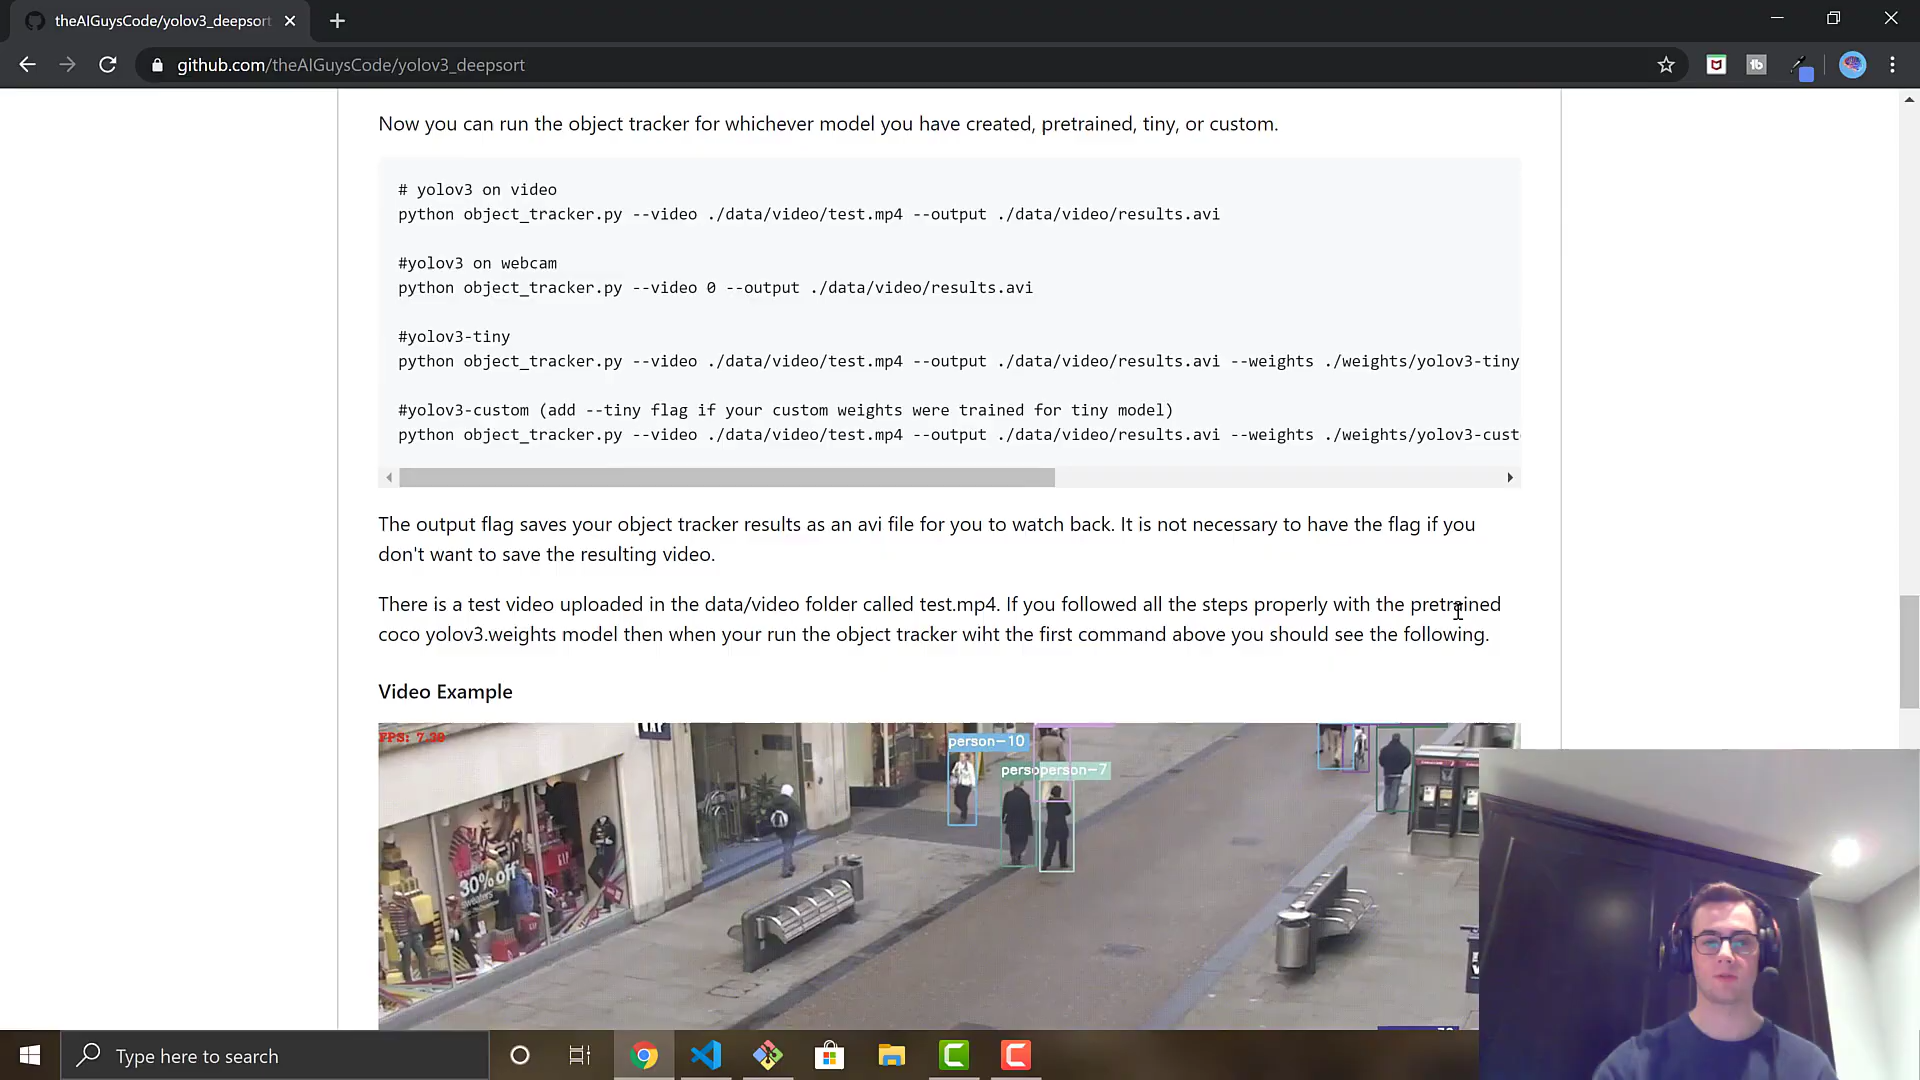 theAIGuysCode/yolov3_deepsort
github.com/theAIGuysCode/yolov3_deepsort
Now you can run the object tracker for whichever model you have created, pretrained, tiny, or custom.
# yolov3 on video
python object_tracker.py --video ./data/video/test.mp4 --output ./data/video/results.avi
#yolov3 on webcam
python object_tracker.py --video 0 --output ./data/video/results.avi
#yolov3-tiny
python object_tracker.py --video ./data/video/test.mp4 --output ./data/video/results.avi --weights ./weights/yolov3-tiny
#yolov3-custom (add --tiny flag if your custom weights were trained for tiny model)
python object_tracker.py --video ./data/video/test.mp4 --output ./data/video/results.avi --weights ./weights/yolov3-cust
The output flag saves your object tracker results as an avi file for you to watch back. It is not necessary to have the flag if you
don't want to save the resulting video.
There is a test video uploaded in the data/video folder called test.mp4. If you followed all the steps properly with the pretrained
coco yolov3.weights model then when your run the object tracker wiht the first command above you should see the following.
Video Example
FPS: 7.39
person-10
perso
person-7
30% off
Type here to search